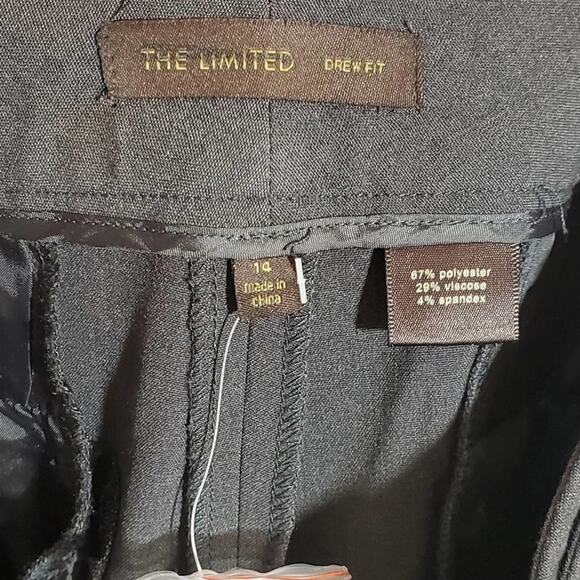 THE LIMITED DREW FIT
14
made in
china
67% polyester
29% viscose
4% spandex